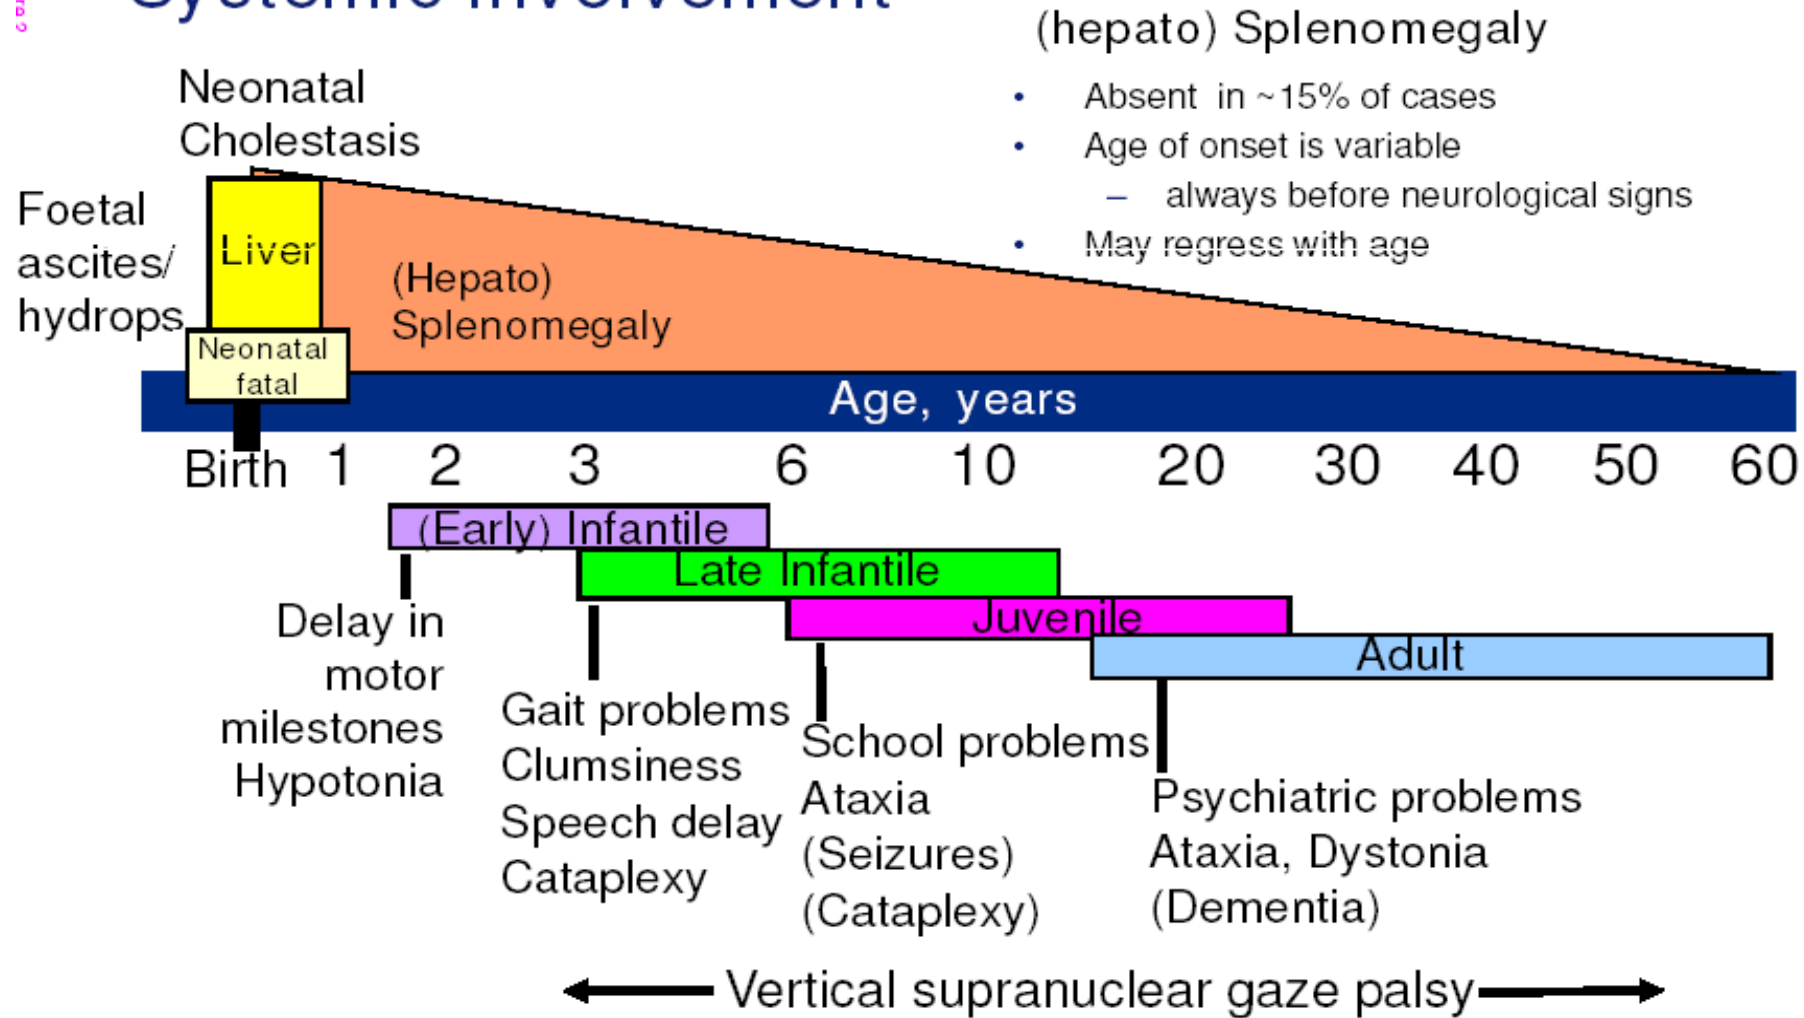 Systemic Involvement
(hepato) Splenomegaly
• Absent in ~15% of cases
• Age of onset is variable
– always before neurological signs
• May regress with age
Neonatal
Cholestasis
Foetal
ascites/
hydrops
Liver
(Hepato)
Splenomegaly
Neonatal
fatal
Age, years
Birth 1 2 3 6 10 20 30 40 50 60
(Early) Infantile
Late Infantile
Juvenile
Adult
Delay in
motor
milestones
Hypotonia
Gait problems
Clumsiness
Speech delay
Cataplexy
School problems
Ataxia
(Seizures)
(Cataplexy)
Psychiatric problems
Ataxia, Dystonia
(Dementia)
Vertical supranuclear gaze palsy